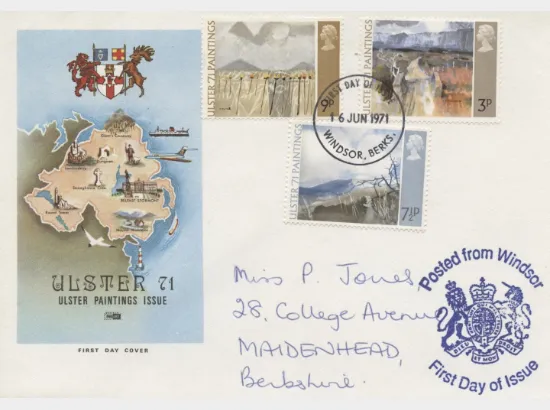 ULSTER '71 PAINTINGS
ULSTER '71 PAINTINGS
3P
FIRST DAY OF ISSUE
16 JUN 1971
WINDSOR, BERKS.
ULSTER '71 PAINTINGS
7½P
BELFAST STORMONT
ULSTER 71
ULSTER PAINTINGS ISSUE
FIRST DAY COVER
Miss P. Jones,
28, College Avenue
MAIDENHEAD,
Berkshire.
Posted from Windsor
First Day of Issue